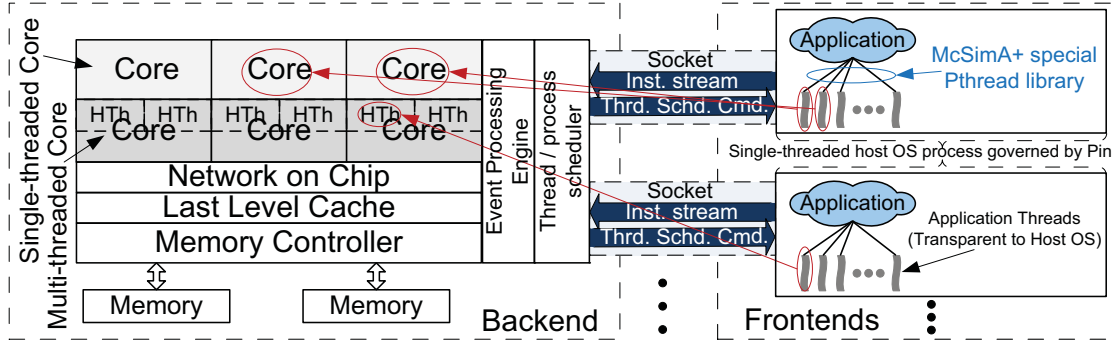 Single-threaded Core
Multi-threaded Core
Core
Core
Core
HTh
HTh
HTh
HTh
HTh
HTh
Core
Core
Core
Network on Chip
Last Level Cache
Memory Controller
Memory
Memory
Event Processing
Engine
Thread / process
scheduler
Backend
Socket
Inst. stream
Thrd. Schd. Cmd.
Socket
Inst. stream
Thrd. Schd. Cmd.
Application
McSimA+ special
Pthread library
Single-threaded host OS process governed by Pin
Application
Application Threads
(Transparent to Host OS)
Frontends